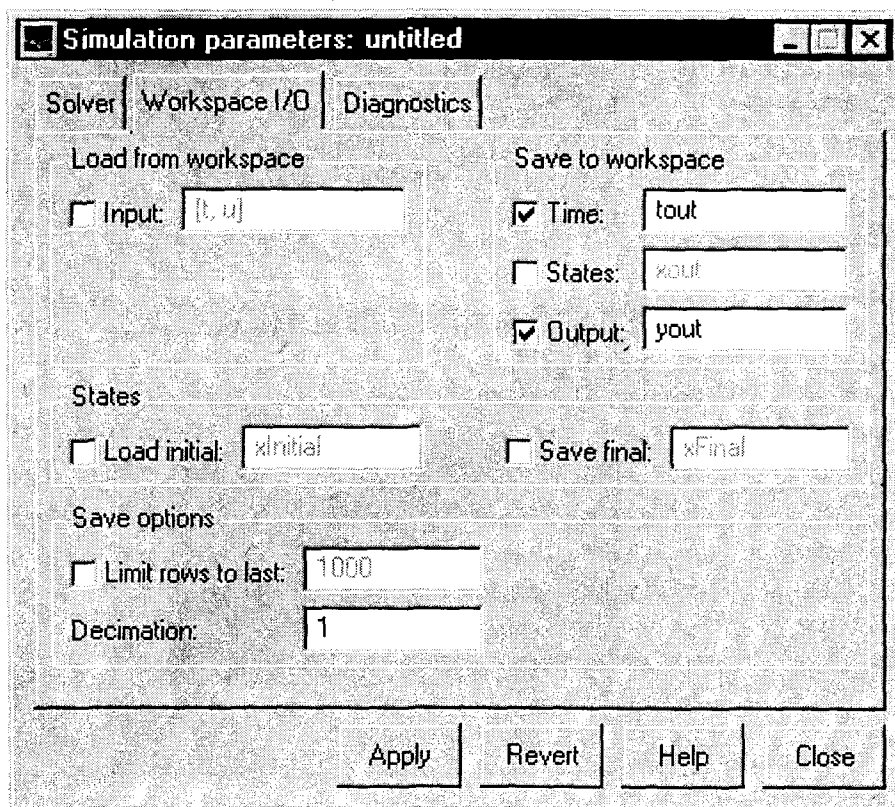 Simulation parameters: untitled
Solver Workspace I/O Diagnostics
Load from workspace
Input: [t, u]
Save to workspace
Time: tout
States: xout
Output: yout
States
Load initial: xInitial
Save final: xFinal
Save options
Limit rows to last: 1000
Decimation: 1
Apply Revert Help Close